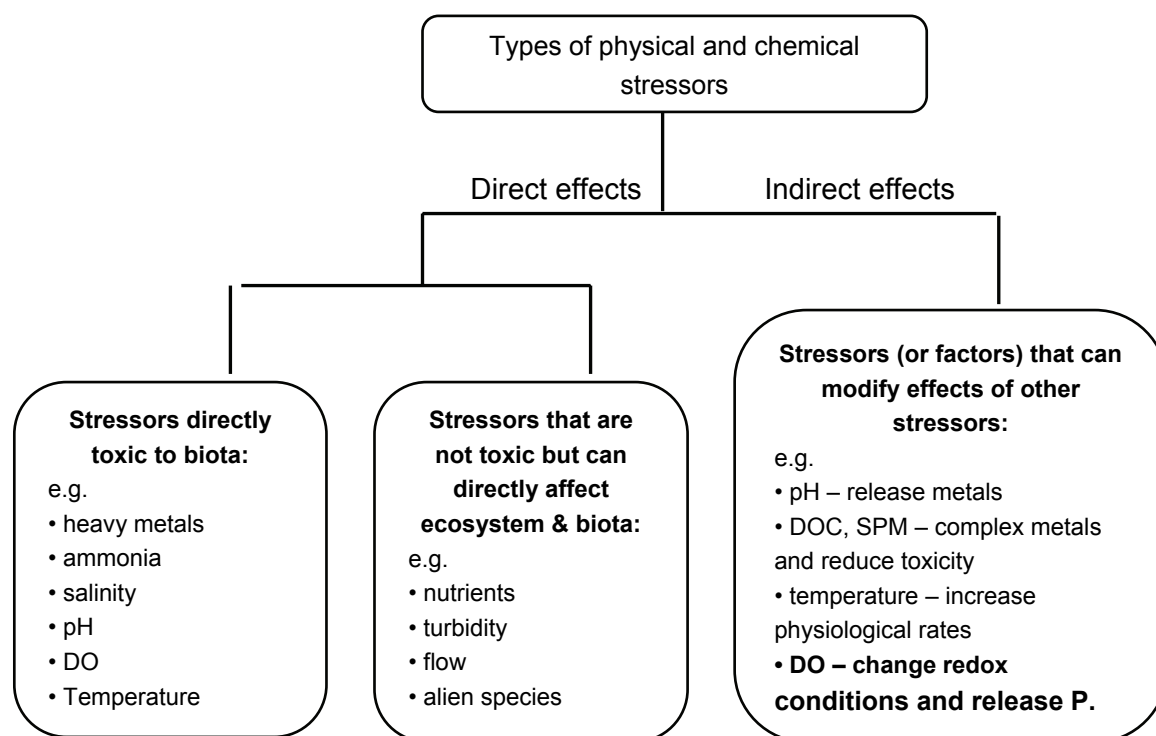 Types of physical and chemical
stressors
Direct effects
Indirect effects
Stressors directly
toxic to biota:
e.g.
• heavy metals
• ammonia
• salinity
• pH
• DO
• Temperature
Stressors that are
not toxic but can
directly affect
ecosystem & biota:
e.g.
• nutrients
• turbidity
• flow
• alien species
Stressors (or factors) that can
modify effects of other
stressors:
e.g.
• pH – release metals
• DOC, SPM – complex metals
and reduce toxicity
• temperature – increase
physiological rates
• DO – change redox
conditions and release P.